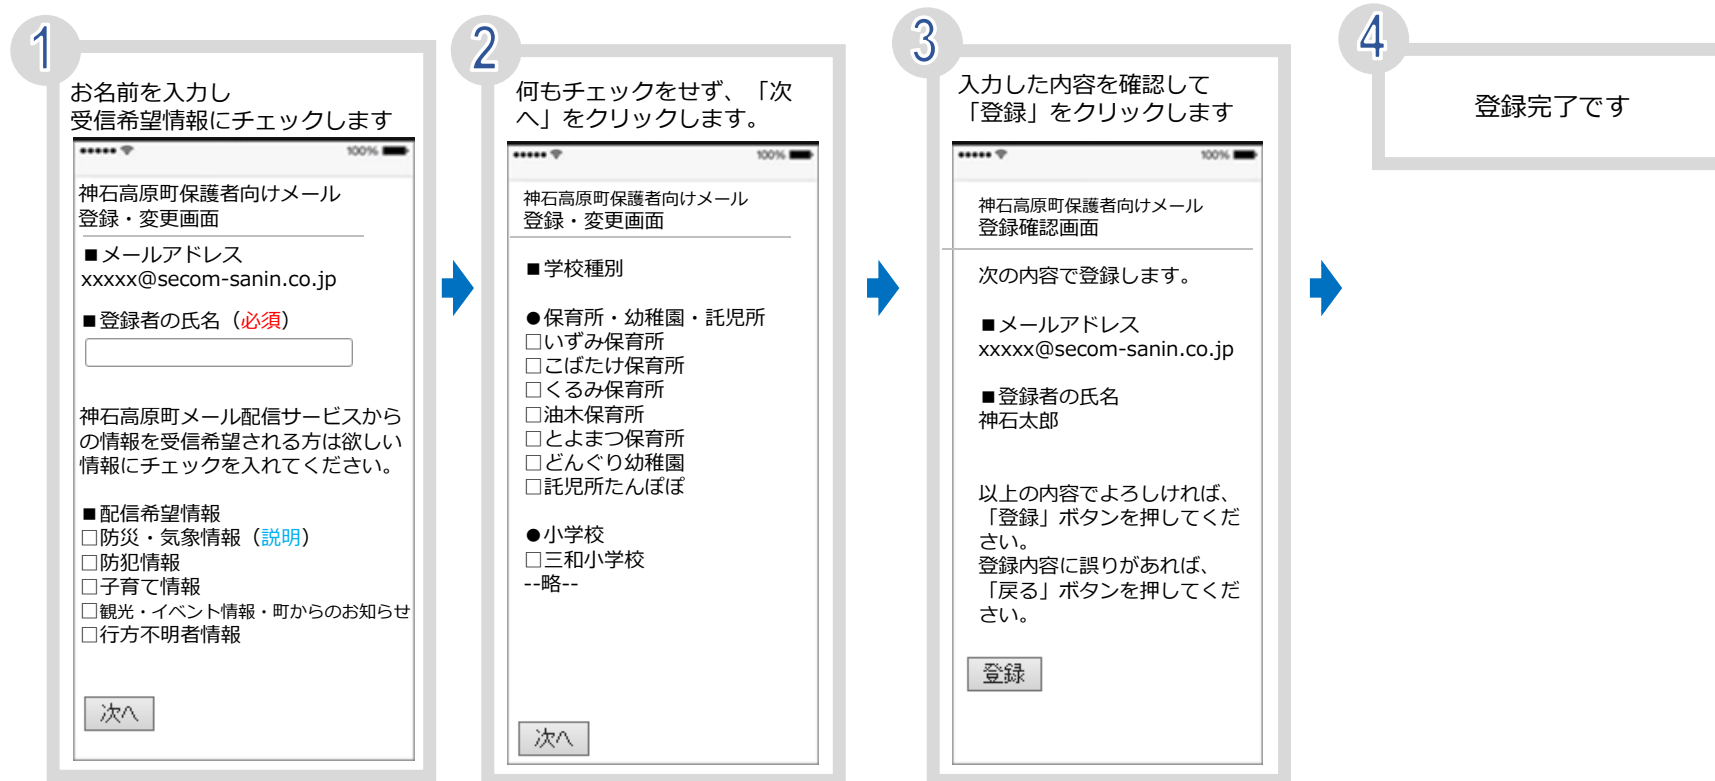 1
お名前を入力し
受信希望情報にチェックします
100%
神石高原町保護者向けメール
登録・変更画面
■メールアドレス
xxxxx@secom-sanin.co.jp
■登録者の氏名（必須）
神石高原町メール配信サービスから
の情報を受信希望される方は欲しい
情報にチェックを入れてください。
■配信希望情報
□防災・気象情報（説明）
□防犯情報
□子育て情報
□観光・イベント情報・町からのお知らせ
□行方不明者情報
次へ
2
何もチェックをせず、「次
へ」をクリックします。
100%
神石高原町保護者向けメール
登録・変更画面
■学校種別
●保育所・幼稚園・託児所
□いずみ保育所
□こばたけ保育所
□くるみ保育所
□油木保育所
□とよまつ保育所
□どんぐり幼稚園
□託児所たんぽぽ
●小学校
□三和小学校
--略--
次へ
3
入力した内容を確認して
「登録」をクリックします
100%
神石高原町保護者向けメール
登録確認画面
次の内容で登録します。
■メールアドレス
xxxxx@secom-sanin.co.jp
■登録者の氏名
神石太郎
以上の内容でよろしければ、
「登録」ボタンを押してくだ
さい。
登録内容に誤りがあれば、
「戻る」ボタンを押してくだ
さい。
登録
4
登録完了です